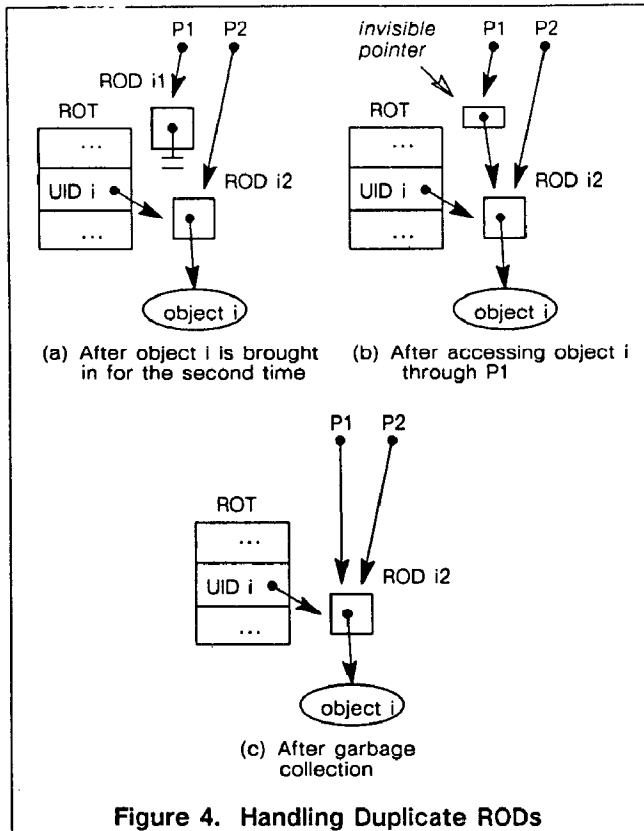 P1 P2
ROD i1
ROT
...
UID i
...
ROD i2
object i
(a) After object i is brought
in for the second time
invisible
pointer
P1 P2
ROT
...
UID i
...
ROD i2
object i
(b) After accessing object i
through P1
P1 P2
ROT
...
UID i
...
ROD i2
object i
(c) After garbage
collection
Figure 4. Handling Duplicate RODs